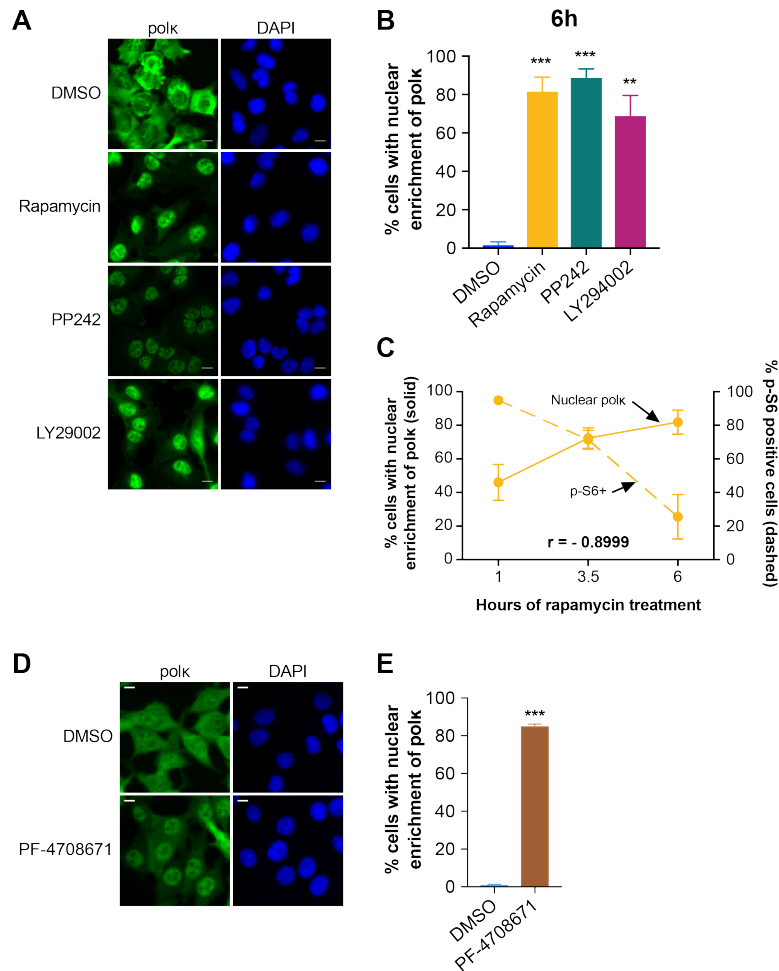 A
polκ
DAPI
DMSO
Rapamycin
PP242
LY29002
B
6h
% cells with nuclear
enrichment of polκ
100
80
60
40
20
0
***
***
**
DMSO
Rapamycin
PP242
LY294002
C
% cells with nuclear
enrichment of polκ (solid)
100
80
60
40
20
0
Nuclear polκ
p-S6+
r = - 0.8999
1
3.5
6
Hours of rapamycin treatment
100
80
60
40
20
0
% p-S6 positive
cells (dashed)
D
polκ
DAPI
DMSO
PF-4708671
E
% cells with nuclear
enrichment of polκ
100
80
60
40
20
0
***
DMSO
PF-4708671